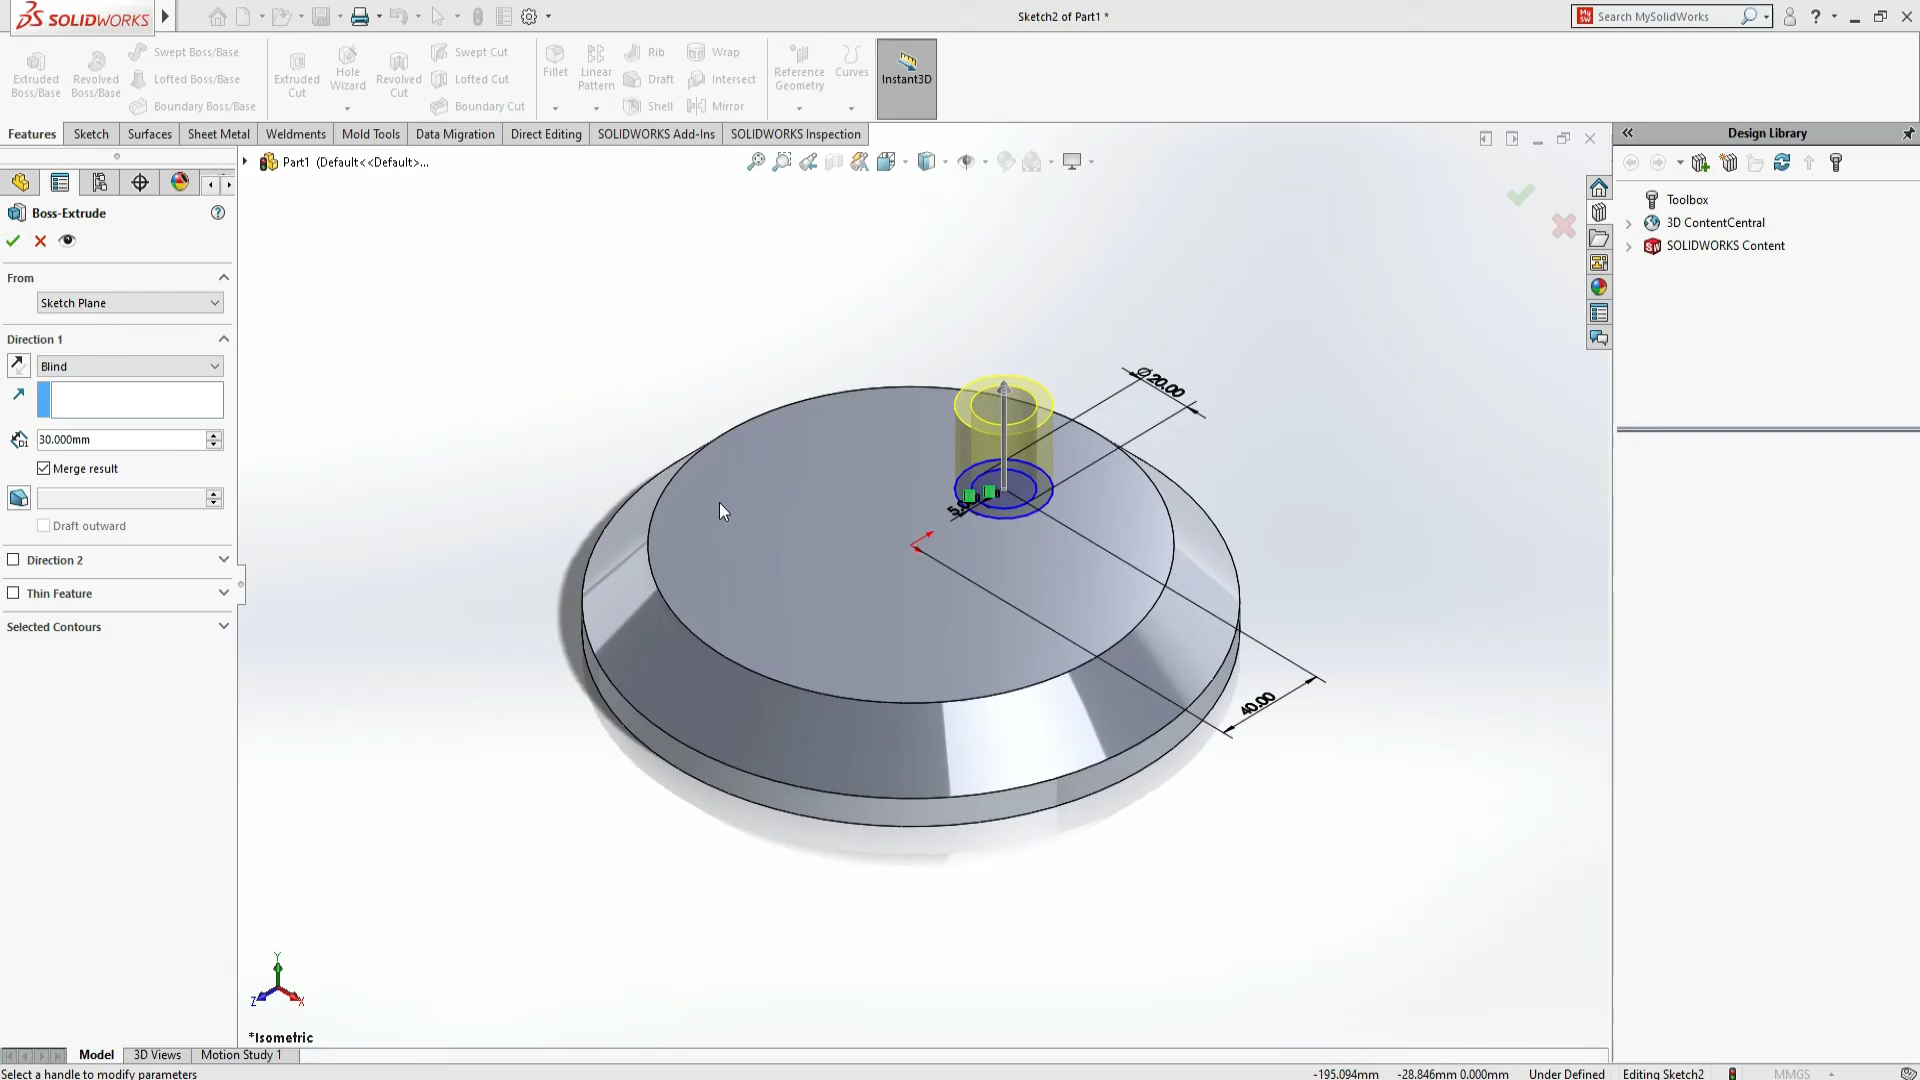 SOLIDWORKS
Sketch2 of Part1 *
Search MySolidWorks
Extruded Boss/Base
Revolved Boss/Base
Swept Boss/Base
Lofted Boss/Base
Boundary Boss/Base
Extruded Cut
Hole Wizard
Revolved Cut
Swept Cut
Lofted Cut
Boundary Cut
Fillet
Linear Pattern
Rib
Draft
Shell
Wrap
Intersect
Mirror
Reference Geometry
Curves
Instant3D
Features
Sketch
Surfaces
Sheet Metal
Weldments
Mold Tools
Data Migration
Direct Editing
SOLIDWORKS Add-Ins
SOLIDWORKS Inspection
Design Library
Part1 (Default<<Default>...
Toolbox
3D ContentCentral
SOLIDWORKS Content
Boss-Extrude
From
Sketch Plane
Direction 1
Blind
D1
30.000mm
Merge result
Draft outward
Direction 2
Thin Feature
Selected Contours
Ø20.00
40.00
Y
Z
X
*Isometric
Model
3D Views
Motion Study 1
Select a handle to modify parameters
-195.094mm
-28.846mm 0.000mm
Under Defined
Editing Sketch2
MMGS